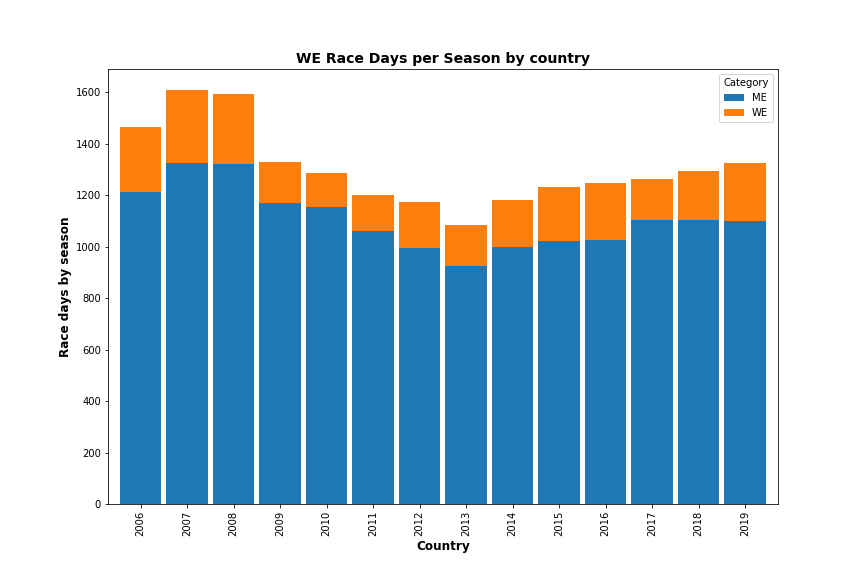 WE Race Days per Season by country
Category
ME
WE
1600
1400
1200
1000
800
600
400
200
0
Race days by season
2006 2007 2008 2009 2010 2011 2012 2013 2014 2015 2016 2017 2018 2019
Country